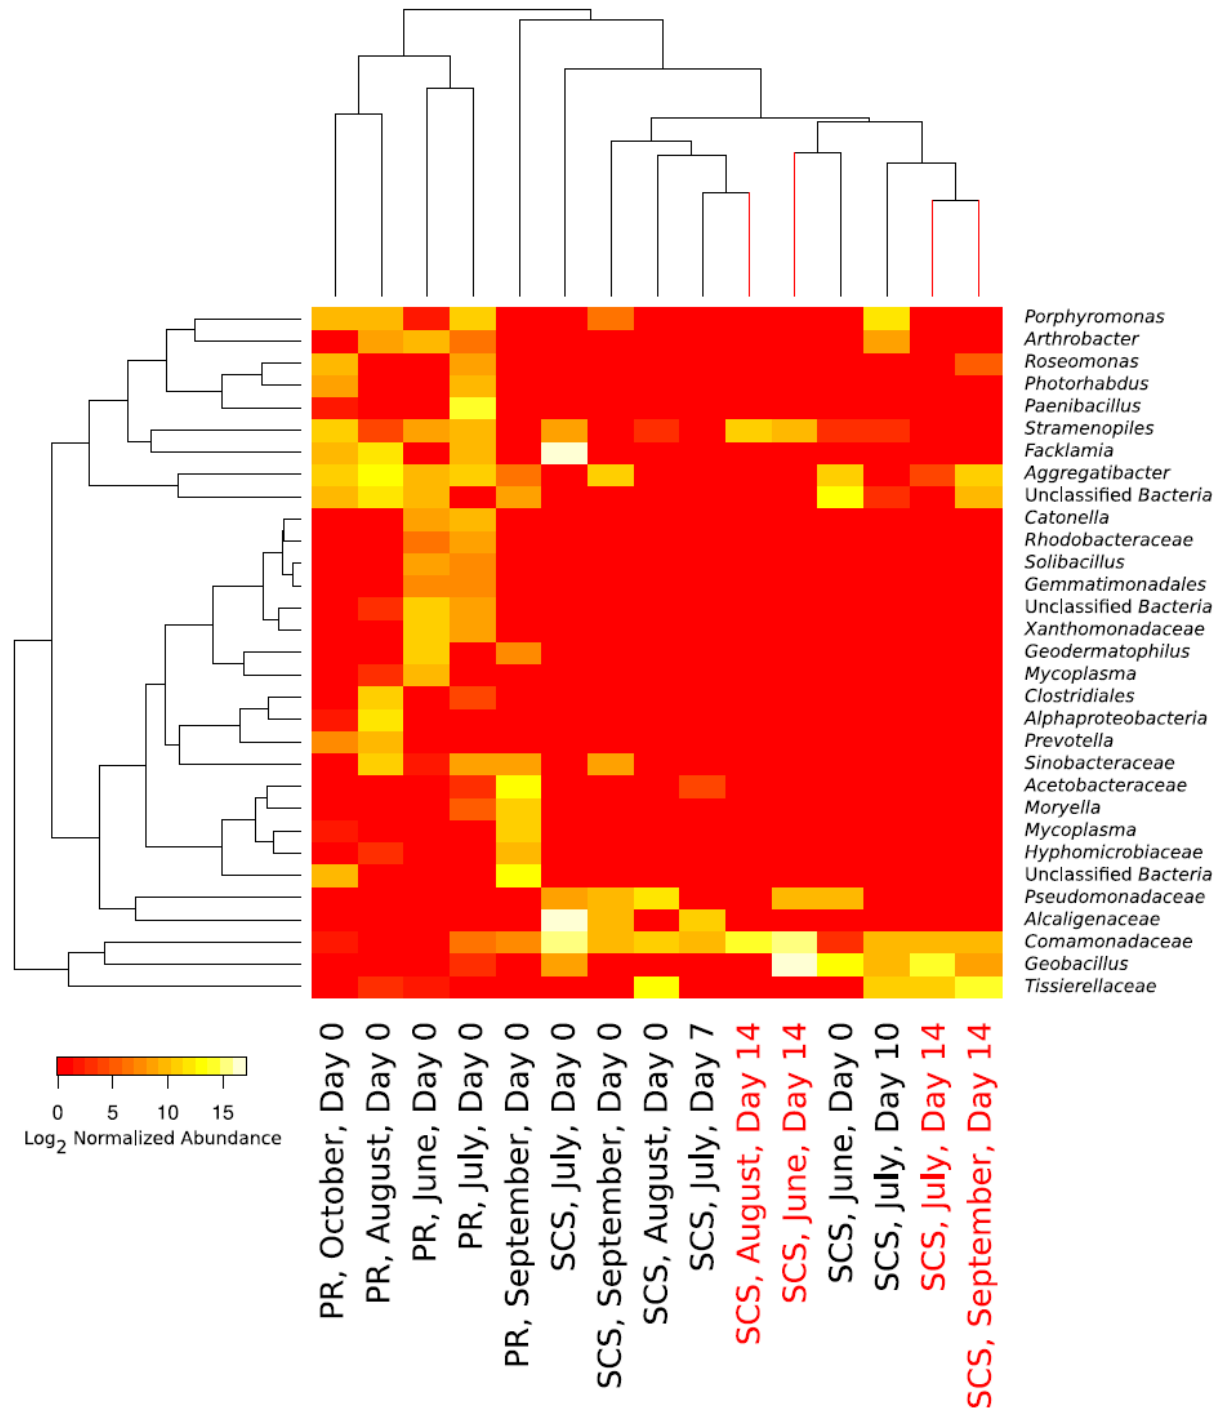 Porphyromonas
Arthrobacter
Roseomonas
Photorhabdus
Paenibacillus
Stramenopiles
Facklamia
Aggregatibacter
Unclassified Bacteria
Catonella
Rhodobacteraceae
Solibacillus
Gemmatimonadales
Unclassified Bacteria
Xanthomonadaceae
Geodermatophilus
Mycoplasma
Clostridiales
Alphaproteobacteria
Prevotella
Sinobacteraceae
Acetobacteraceae
Moryella
Mycoplasma
Hyphomicrobiaceae
Unclassified Bacteria
Pseudomonadaceae
Alcaligenaceae
Comamonadaceae
Geobacillus
Tissierellaceae
0 5 10 15
Log2 Normalized Abundance
PR, October, Day 0
PR, August, Day 0
PR, June, Day 0
PR, July, Day 0
PR, September, Day 0
SCS, July, Day 0
SCS, September, Day 0
SCS, August, Day 0
SCS, July, Day 7
SCS, August, Day 14
SCS, June, Day 14
SCS, June, Day 0
SCS, July, Day 10
SCS, July, Day 14
SCS, September, Day 14